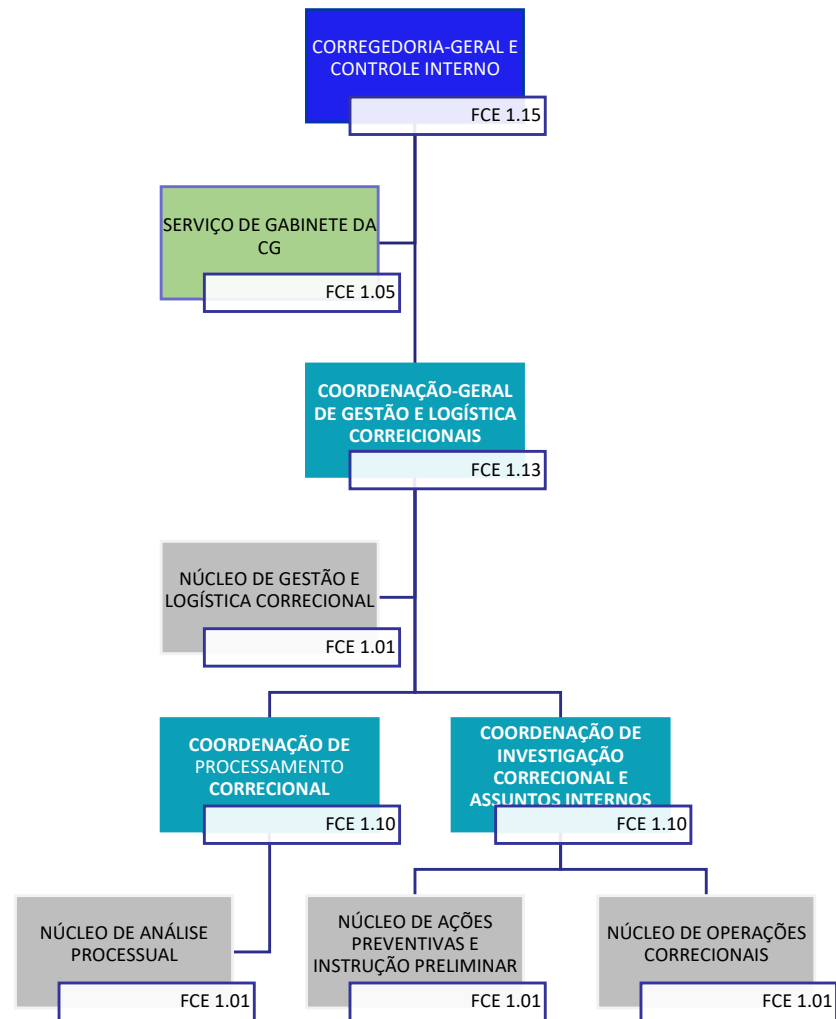 CORREGEDORIA-GERAL E
CONTROLE INTERNO
FCE 1.15
SERVIÇO DE GABINETE DA
CG
FCE 1.05
COORDENAÇÃO-GERAL
DE GESTÃO E LOGÍSTICA
CORREICIONAIS
FCE 1.13
NÚCLEO DE GESTÃO E
LOGÍSTICA CORRECIONAL
FCE 1.01
COORDENAÇÃO DE
PROCESSAMENTO
CORRECIONAL
FCE 1.10
COORDENAÇÃO DE
INVESTIGAÇÃO
CORRECIONAL E
ASSUNTOS INTERNOS
FCE 1.10
NÚCLEO DE ANÁLISE
PROCESSUAL
FCE 1.01
NÚCLEO DE AÇÕES
PREVENTIVAS E
INSTRUÇÃO PRELIMINAR
FCE 1.01
NÚCLEO DE OPERAÇÕES
CORRECIONAIS
FCE 1.01